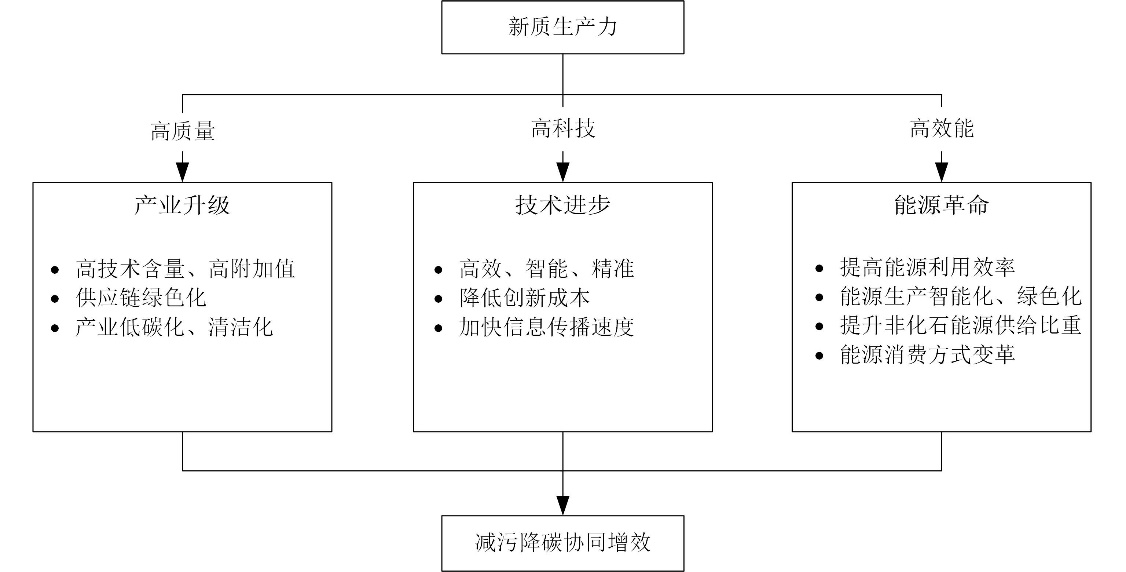 新质生产力
高质量
高科技
高效能
产业升级
• 高技术含量、高附加值
• 供应链绿色化
• 产业低碳化、清洁化
技术进步
• 高效、智能、精准
• 降低创新成本
• 加快信息传播速度
能源革命
• 提高能源利用效率
• 能源生产智能化、绿色化
• 提升非化石能源供给比重
• 能源消费方式变革
减污降碳协同增效